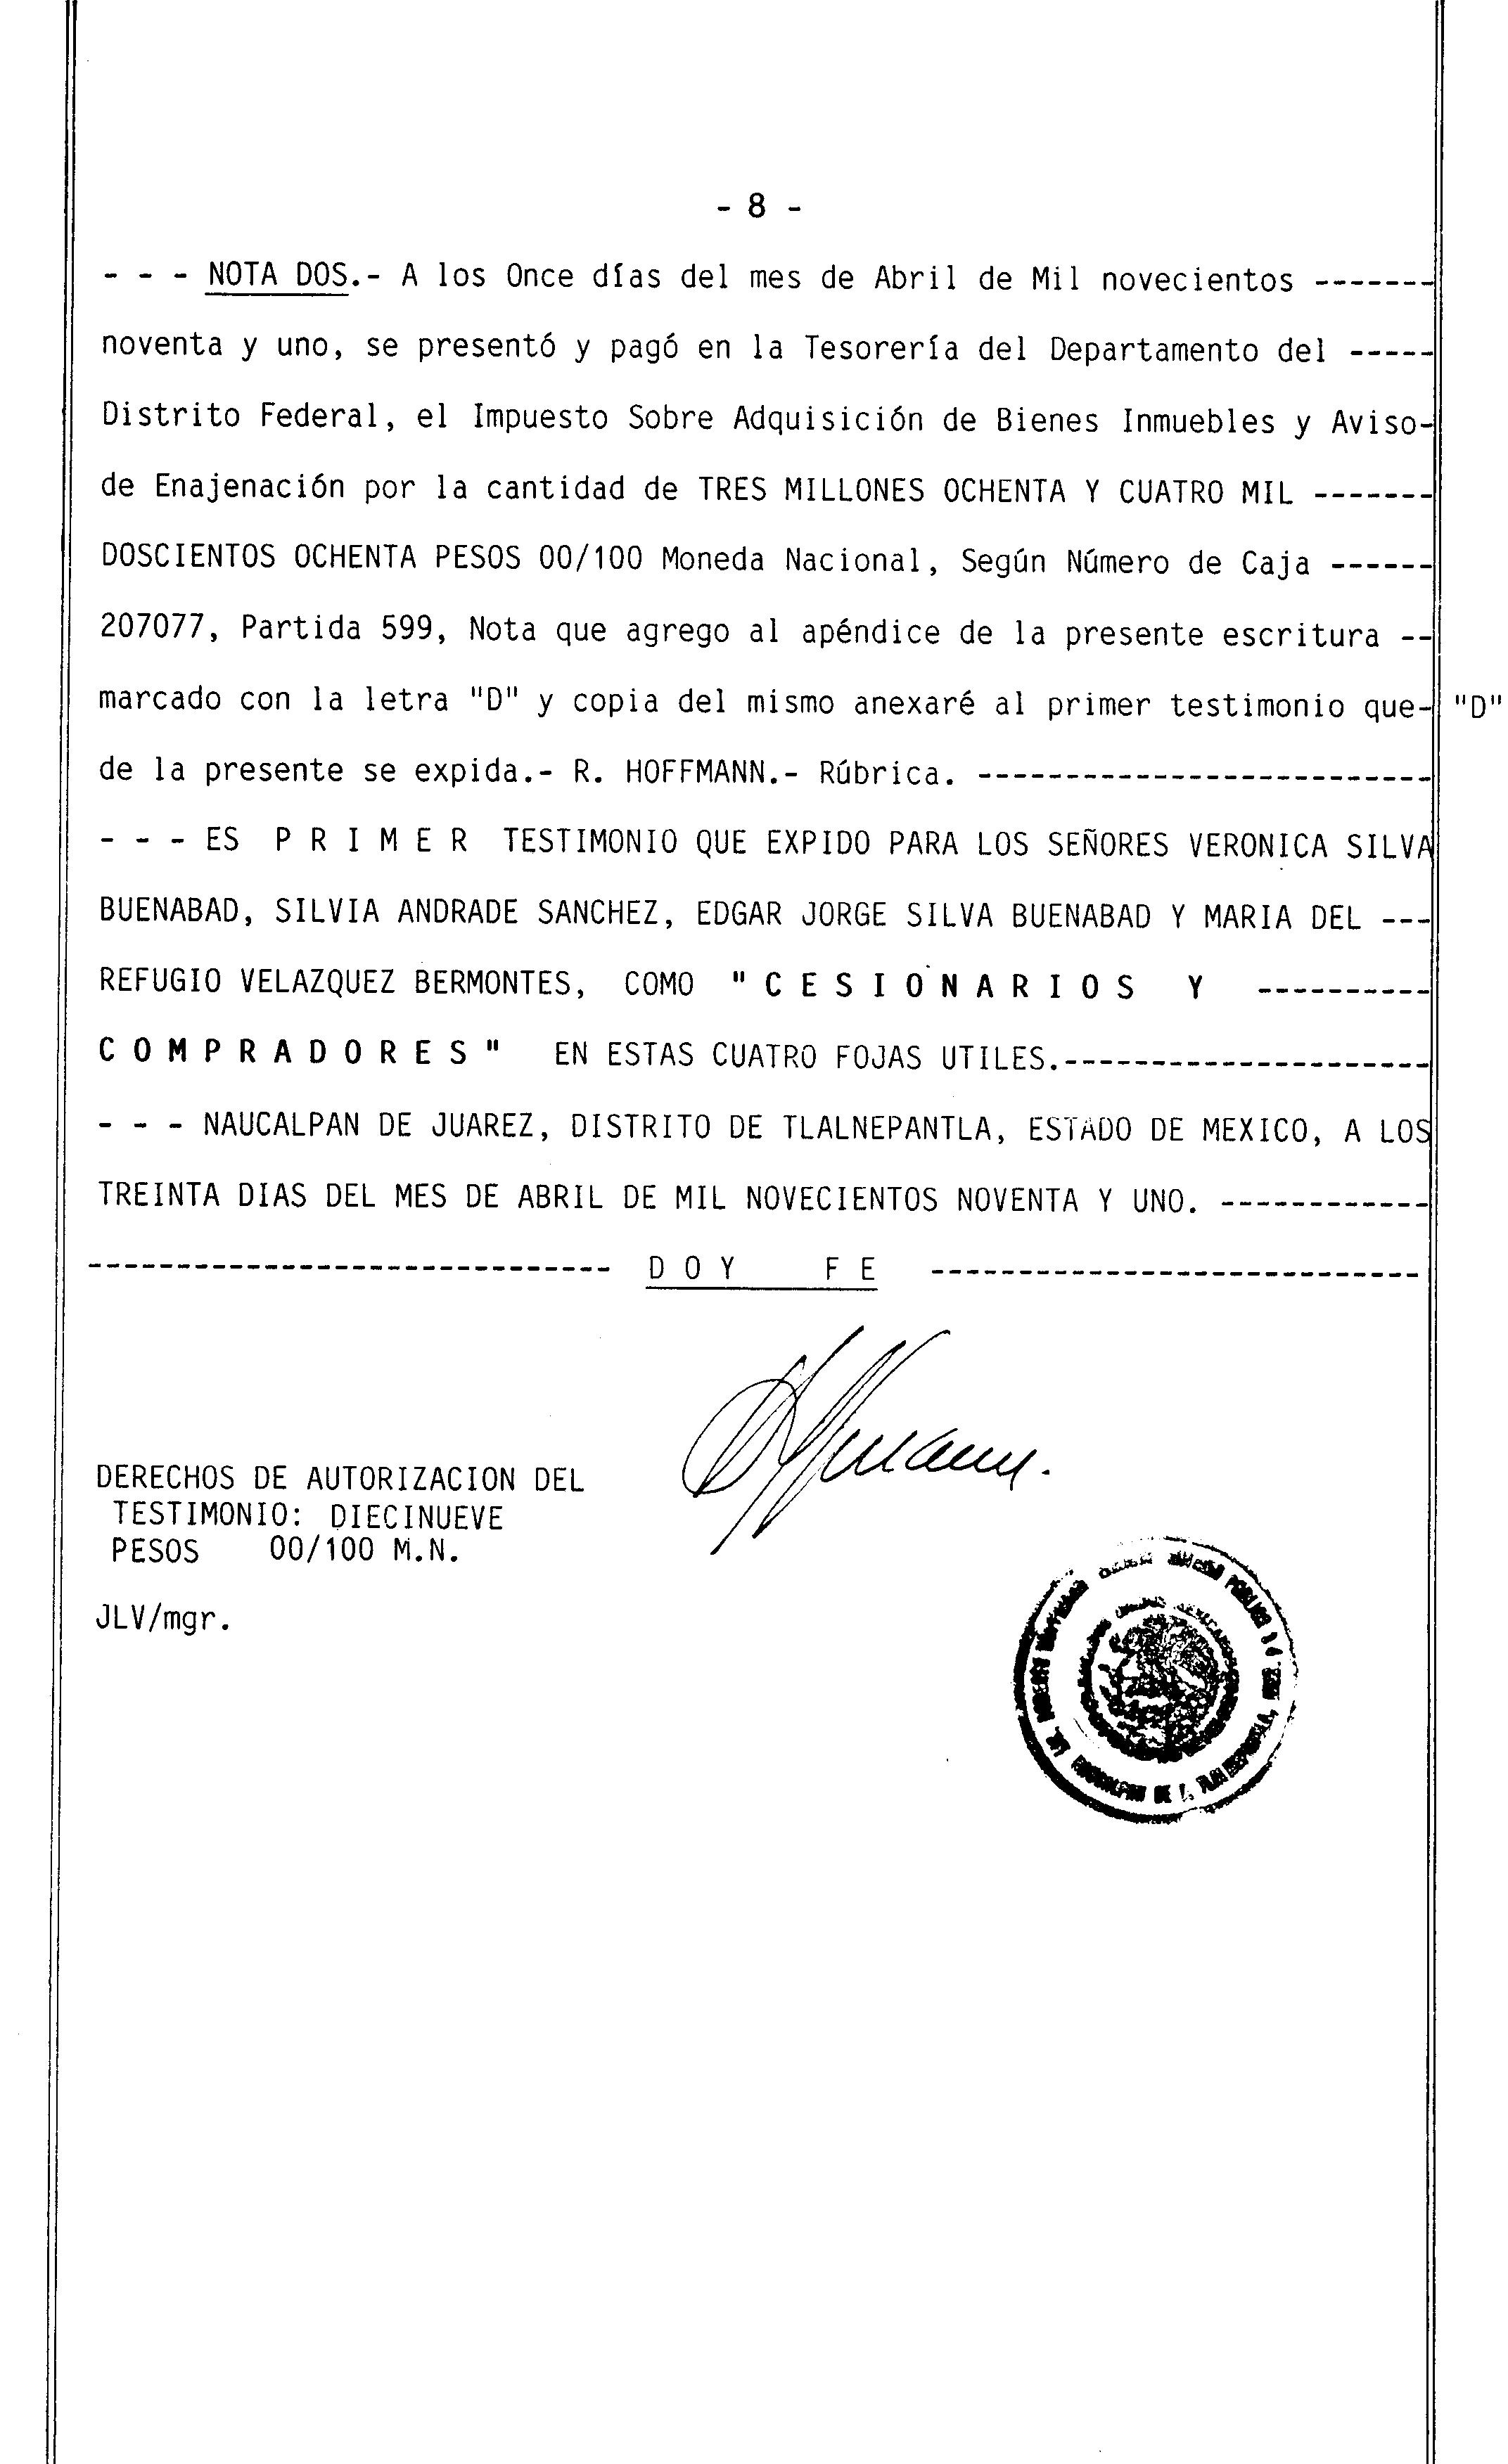 - 8 -
- - - NOTA DOS.- A los Once días del mes de Abril de Mil novecientos -------
noventa y uno, se presentó y pagó en la Tesorería del Departamento del -----
Distrito Federal, el Impuesto Sobre Adquisición de Bienes Inmuebles y Aviso-
de Enajenación por la cantidad de TRES MILLONES OCHENTA Y CUATRO MIL -------
DOSCIENTOS OCHENTA PESOS 00/100 Moneda Nacional, Según Número de Caja ------
207077, Partida 599, Nota que agrego al apéndice de la presente escritura --
marcado con la letra "D" y copia del mismo anexaré al primer testimonio que- "D"
de la presente se expida.- R. HOFFMANN.- Rúbrica. --------------------------
- - - ES P R I M E R TESTIMONIO QUE EXPIDO PARA LOS SEÑORES VERONICA SILVA
BUENABAD, SILVIA ANDRADE SANCHEZ, EDGAR JORGE SILVA BUENABAD Y MARIA DEL ---
REFUGIO VELAZQUEZ BERMONTES, COMO "C E S I O N A R I O S Y ----------
C O M P R A D O R E S" EN ESTAS CUATRO FOJAS UTILES.---------------------
- - - NAUCALPAN DE JUAREZ, DISTRITO DE TLALNEPANTLA, ESTADO DE MEXICO, A LOS
TREINTA DIAS DEL MES DE ABRIL DE MIL NOVECIENTOS NOVENTA Y UNO. ------------
------------------------------ D O Y F E ----------------------------
DERECHOS DE AUTORIZACION DEL
TESTIMONIO: DIECINUEVE
PESOS 00/100 M.N.
JLV/mgr.